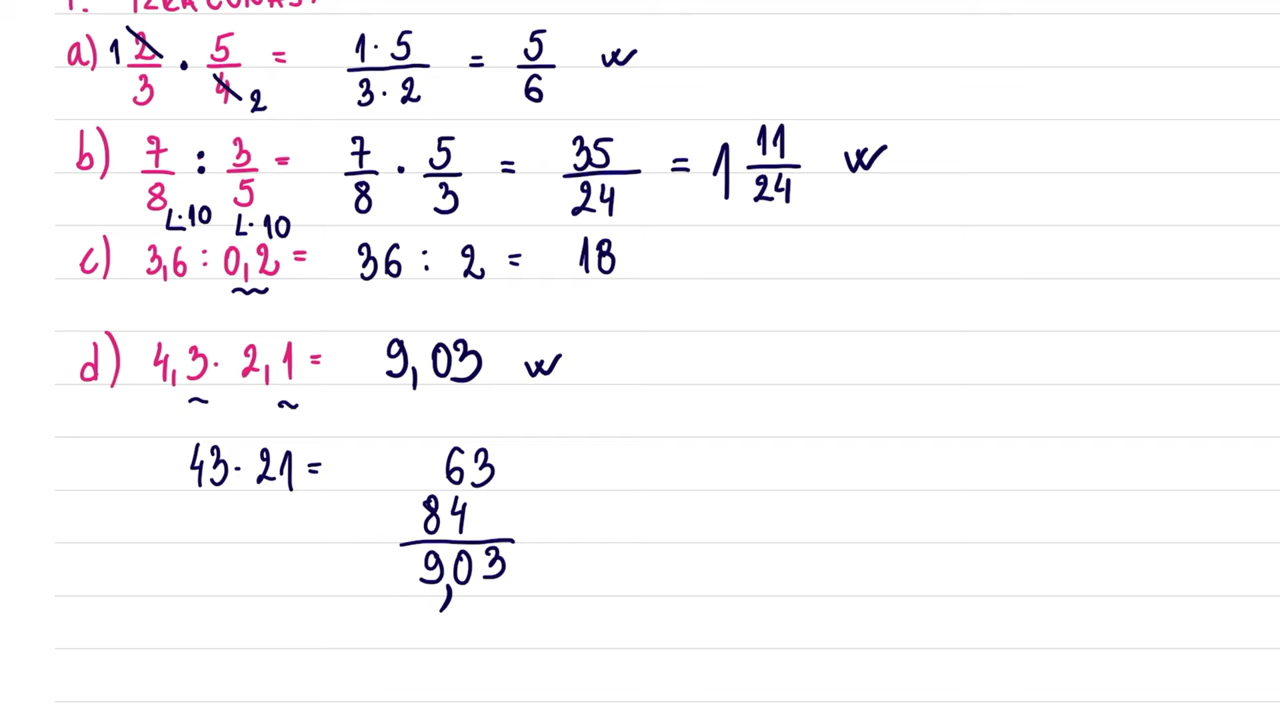 1.
a) 1 2/3 · 5/4 2 = 1·5/3·2 = 5/6 w
b) 7/8 : 3/5 = 7/8 · 5/3 = 35/24 = 1 11/24 w
L·10 L·10
c) 3,6 : 0,2 = 36 : 2 = 18
d) 4,3 · 2,1 = 9,03 w
43 · 21 = 63
84
9,03